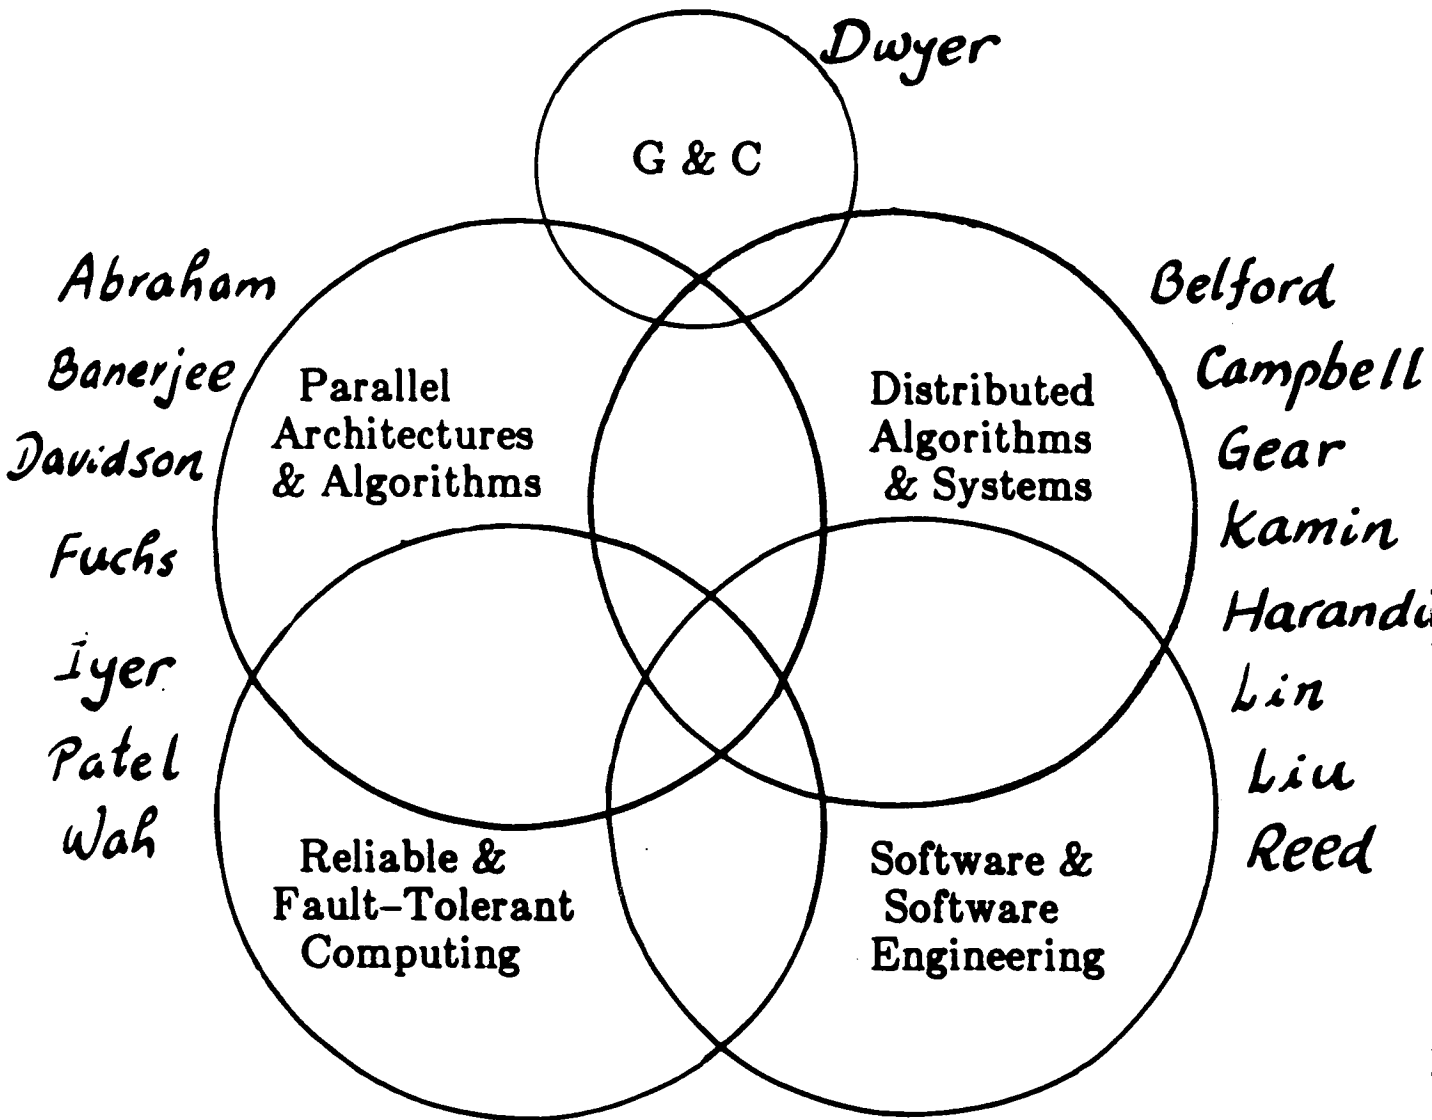 Dwyer
G & C
Abraham
Banerjee
Davidson
Fuchs
Iyer
Patel
Wah
Parallel
Architectures
& Algorithms
Distributed
Algorithms
& Systems
Belford
Campbell
Gear
Kamin
Harandi
Lin
Liu
Reed
Reliable &
Fault-Tolerant
Computing
Software &
Software
Engineering